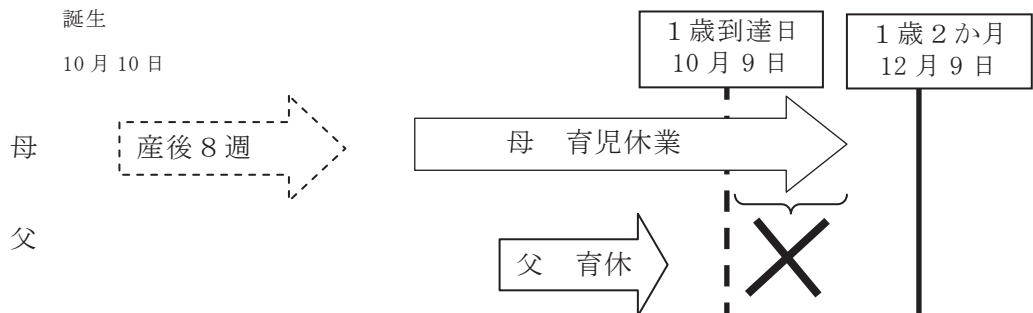 誕生
10月10日
１歳到達日
10月9日
１歳２か月
12月9日
母
産後８週
母　育児休業
父
父　育休